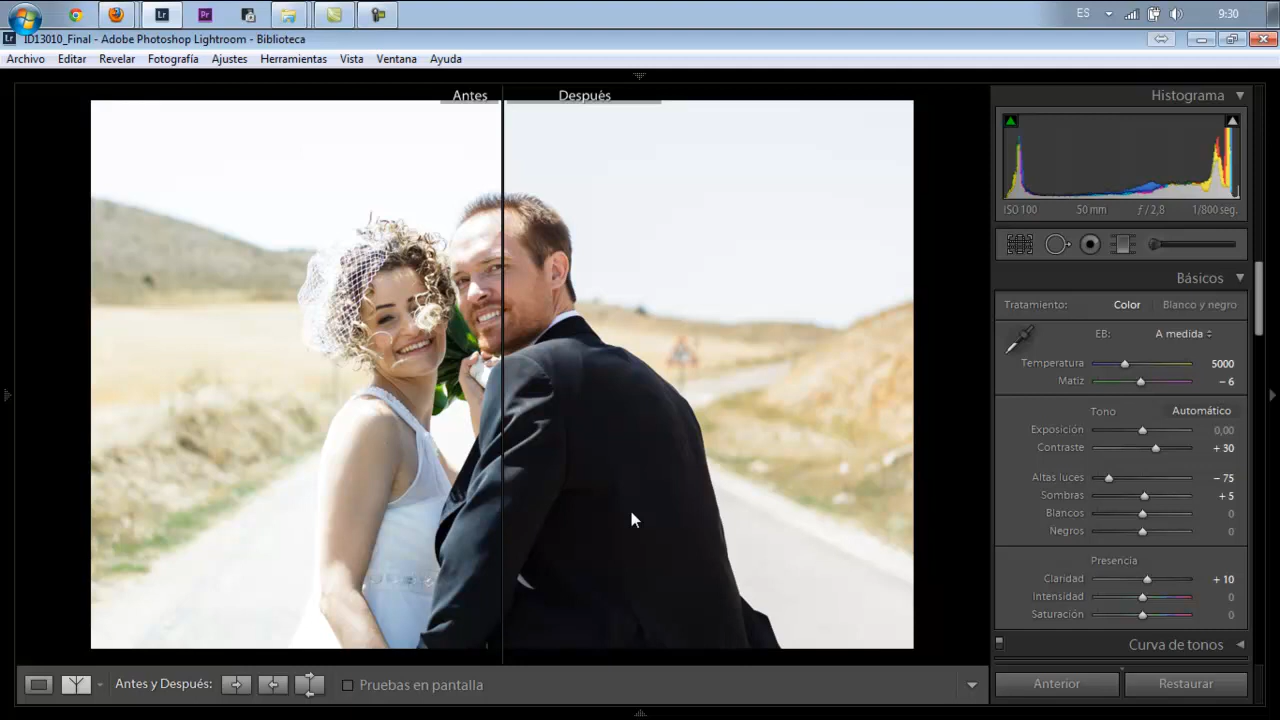 Lr
Pr
ES
9:30
Lr ID13010_Final - Adobe Photoshop Lightroom - Biblioteca
Archivo Editar Revelar Fotografía Ajustes Herramientas Vista Ventana Ayuda
Antes Después
Histograma
ISO 100 50 mm ƒ / 2,8 1/800 seg.
Básicos
Tratamiento: Color Blanco y negro
EB: A medida
Temperatura 5000
Matiz – 6
Tono Automático
Exposición 0,00
Contraste + 30
Altas luces – 75
Sombras + 5
Blancos 0
Negros 0
Presencia
Claridad + 10
Intensidad 0
Saturación 0
Curva de tonos
Antes y Después: Pruebas en pantalla
Anterior Restaurar